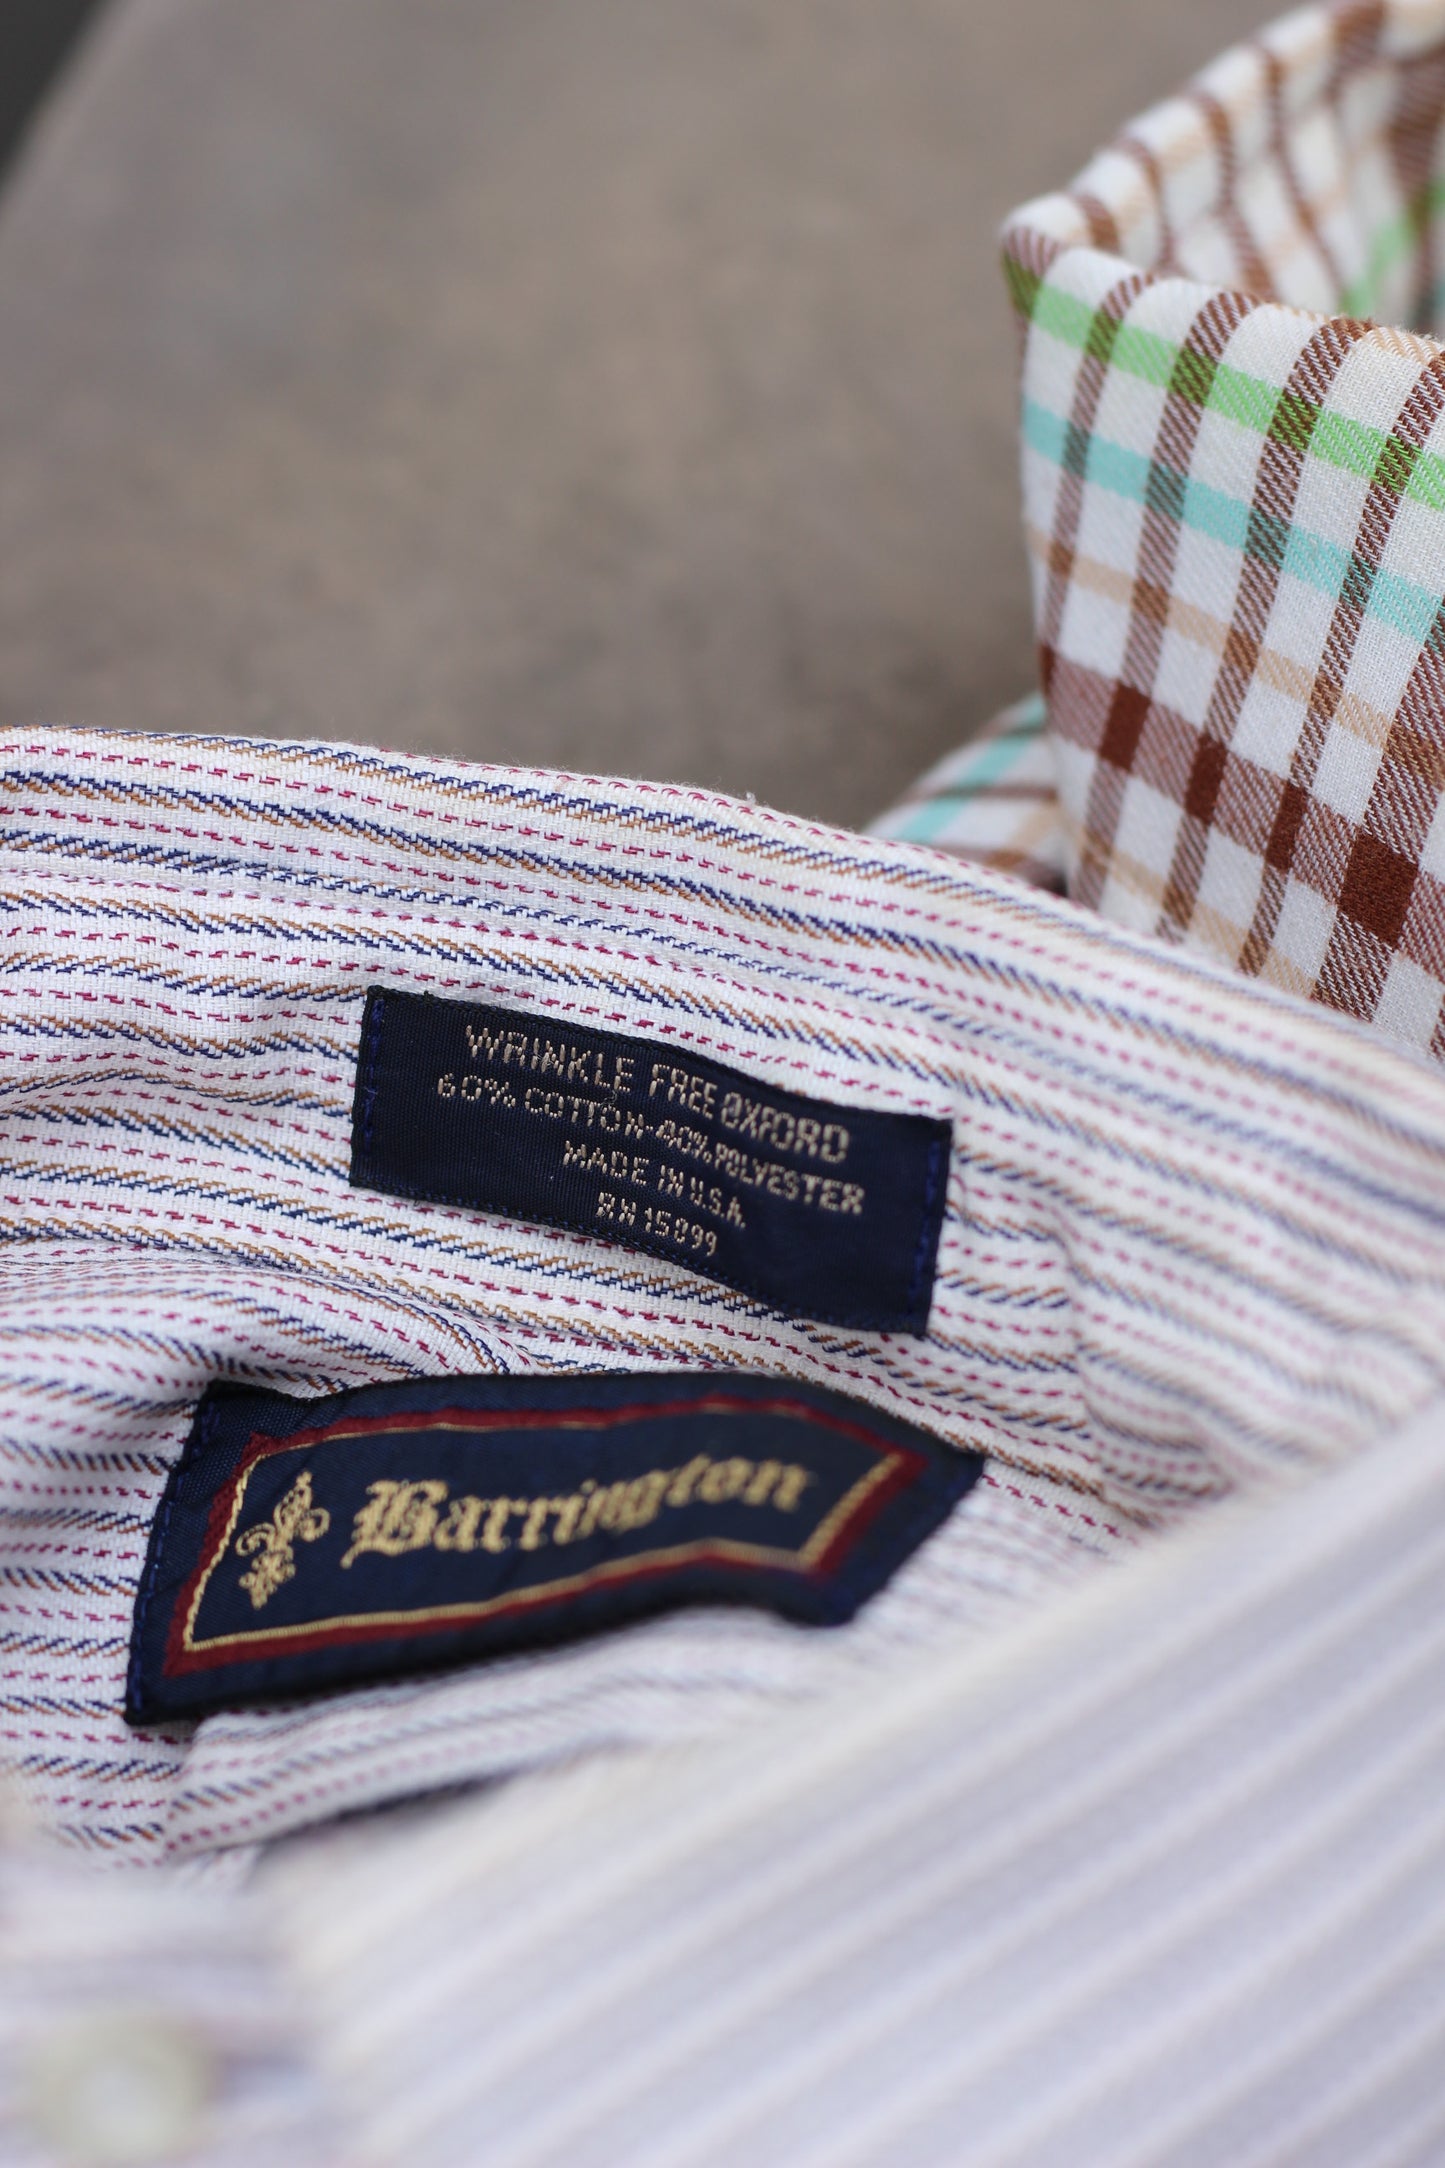 WRINKLE FREE OXFORD
60% COTTON-40% POLYESTER
MADE IN U.S.A.
RN 15099
Barrington